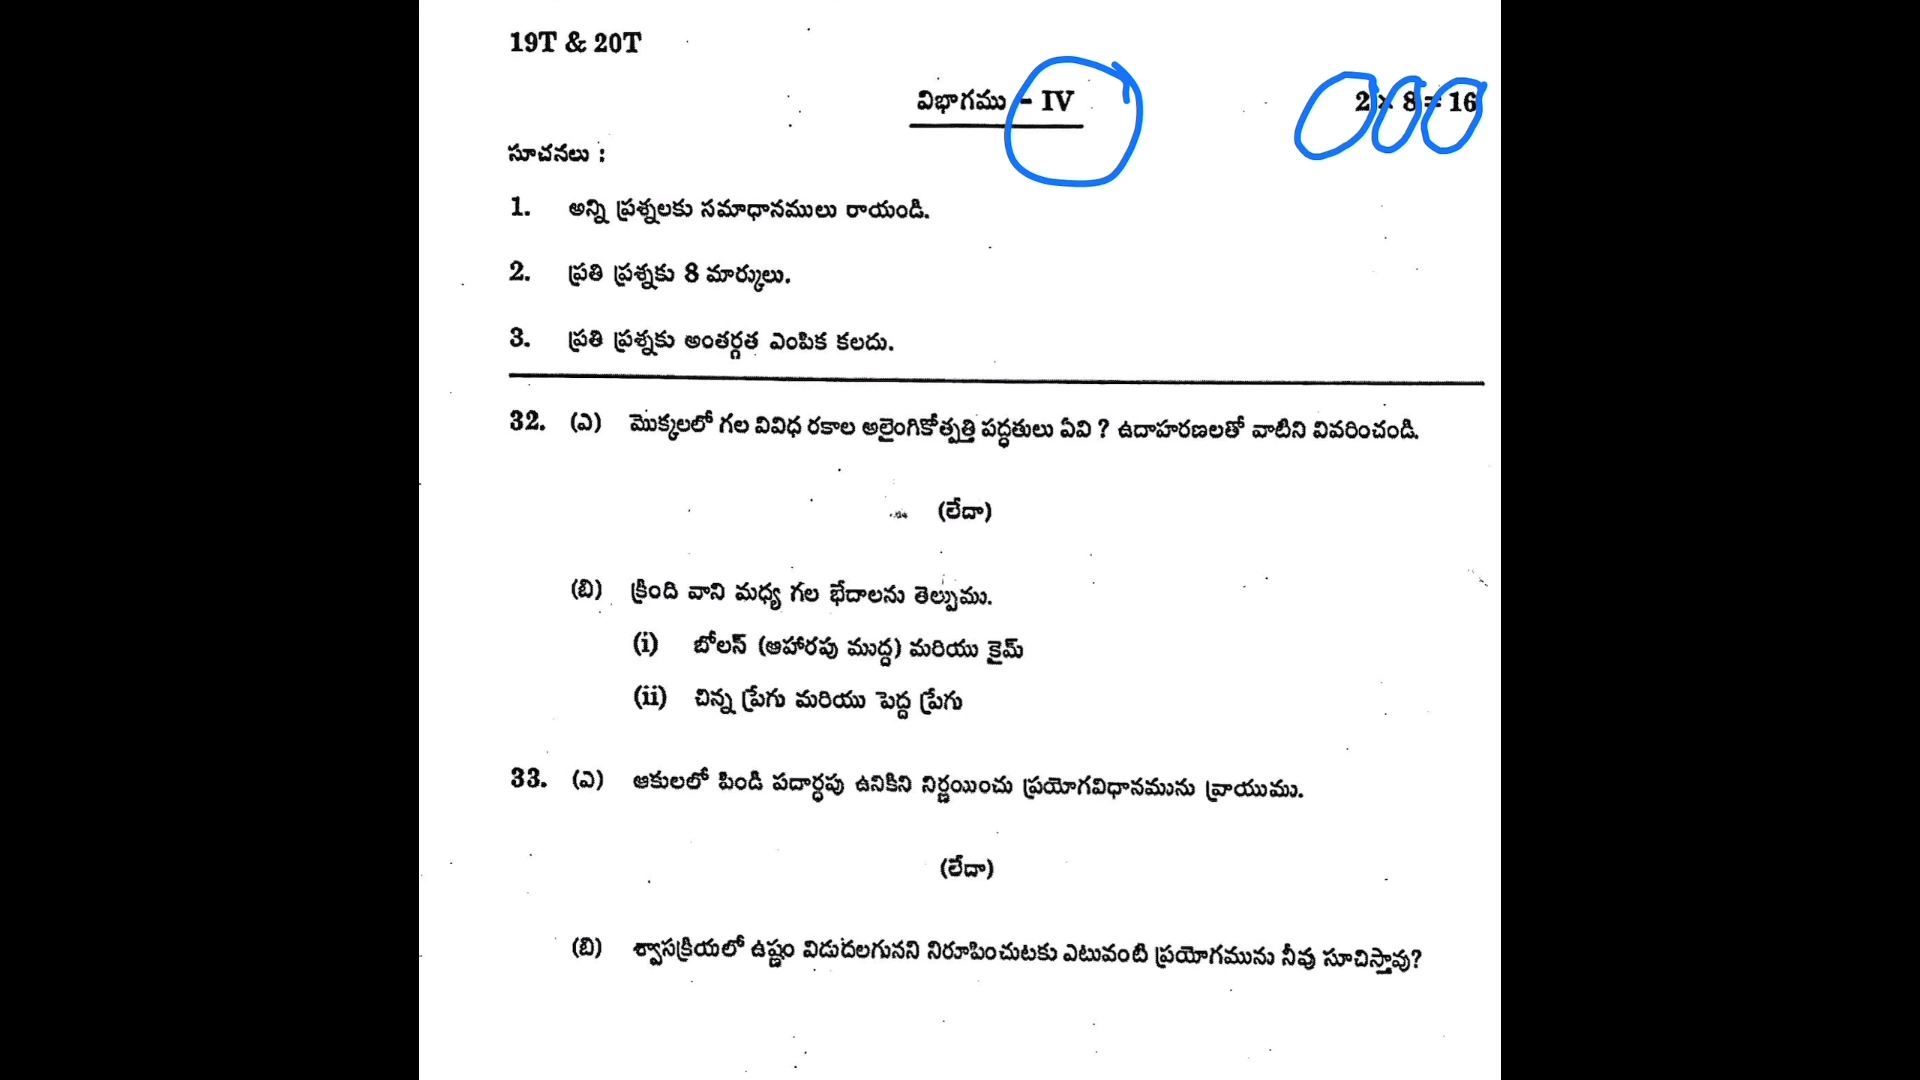 19T & 20T
విభాగము - IV 2 × 8 = 16
సూచనలు :
1. అన్ని ప్రశ్నలకు సమాధానములు రాయండి.
2. ప్రతి ప్రశ్నకు 8 మార్కులు.
3. ప్రతి ప్రశ్నకు అంతర్గత ఎంపిక కలదు.
32. (ఎ) మొక్కలలో గల వివిధ రకాల అలైంగికోత్పత్తి పద్ధతులు ఏవి ? ఉదాహరణలతో వాటిని వివరించండి.
(లేదా)
(బి) క్రింది వాని మధ్య గల భేదాలను తెల్పుము.
(i) బోలస్ (ఆహారపు ముద్ద) మరియు కైమ్
(ii) చిన్న ప్రేగు మరియు పెద్ద ప్రేగు
33. (ఎ) ఆకులలో పిండి పదార్థపు ఉనికిని నిర్ణయించు ప్రయోగవిధానమును వ్రాయుము.
(లేదా)
(బి) శ్వాసక్రియలో ఉష్ణం విడుదలగునని నిరూపించుటకు ఎటువంటి ప్రయోగమును నీవు సూచిస్తావు?